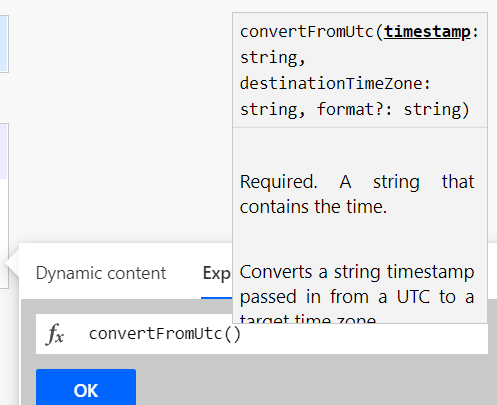 convertFromUtc(timestamp:
string,
destinationTimeZone:
string, format?: string)
Required. A string that
contains the time.
Converts a string timestamp
passed in from a UTC to a
target time zone
Dynamic content
Exp
fx convertFromUtc()
OK